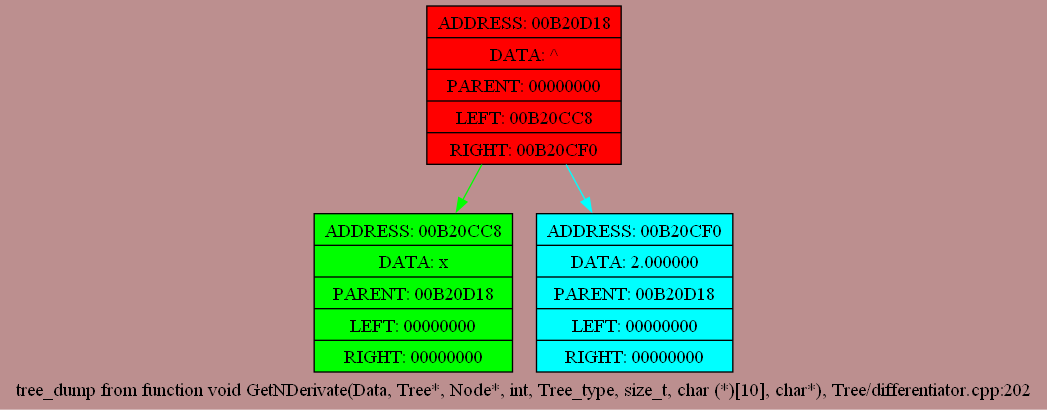 ADDRESS: 00B20D18
DATA: ^
PARENT: 00000000
LEFT: 00B20CC8
RIGHT: 00B20CF0
ADDRESS: 00B20CC8
DATA: x
PARENT: 00B20D18
LEFT: 00000000
RIGHT: 00000000
ADDRESS: 00B20CF0
DATA: 2.000000
PARENT: 00B20D18
LEFT: 00000000
RIGHT: 00000000
tree_dump from function void GetNDerivate(Data, Tree*, Node*, int, Tree_type, size_t, char (*)[10], char*), Tree/differentiator.cpp:202